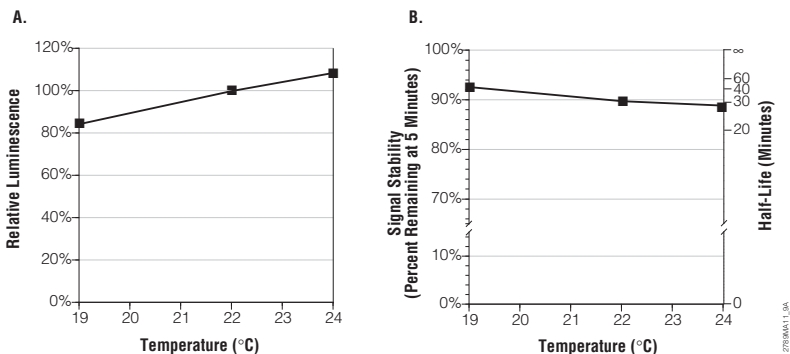 A.
120%
100%
80%
60%
40%
20%
0%
Relative Luminescence
19 20 21 22 23 24
Temperature (°C)
B.
100%
90%
80%
70%
10%
0%
Signal Stability
(Percent Remaining at 5 Minutes)
∞
60
40
30
20
0
Half-Life (Minutes)
19 20 21 22 23 24
Temperature (°C)
2789MA11_9A